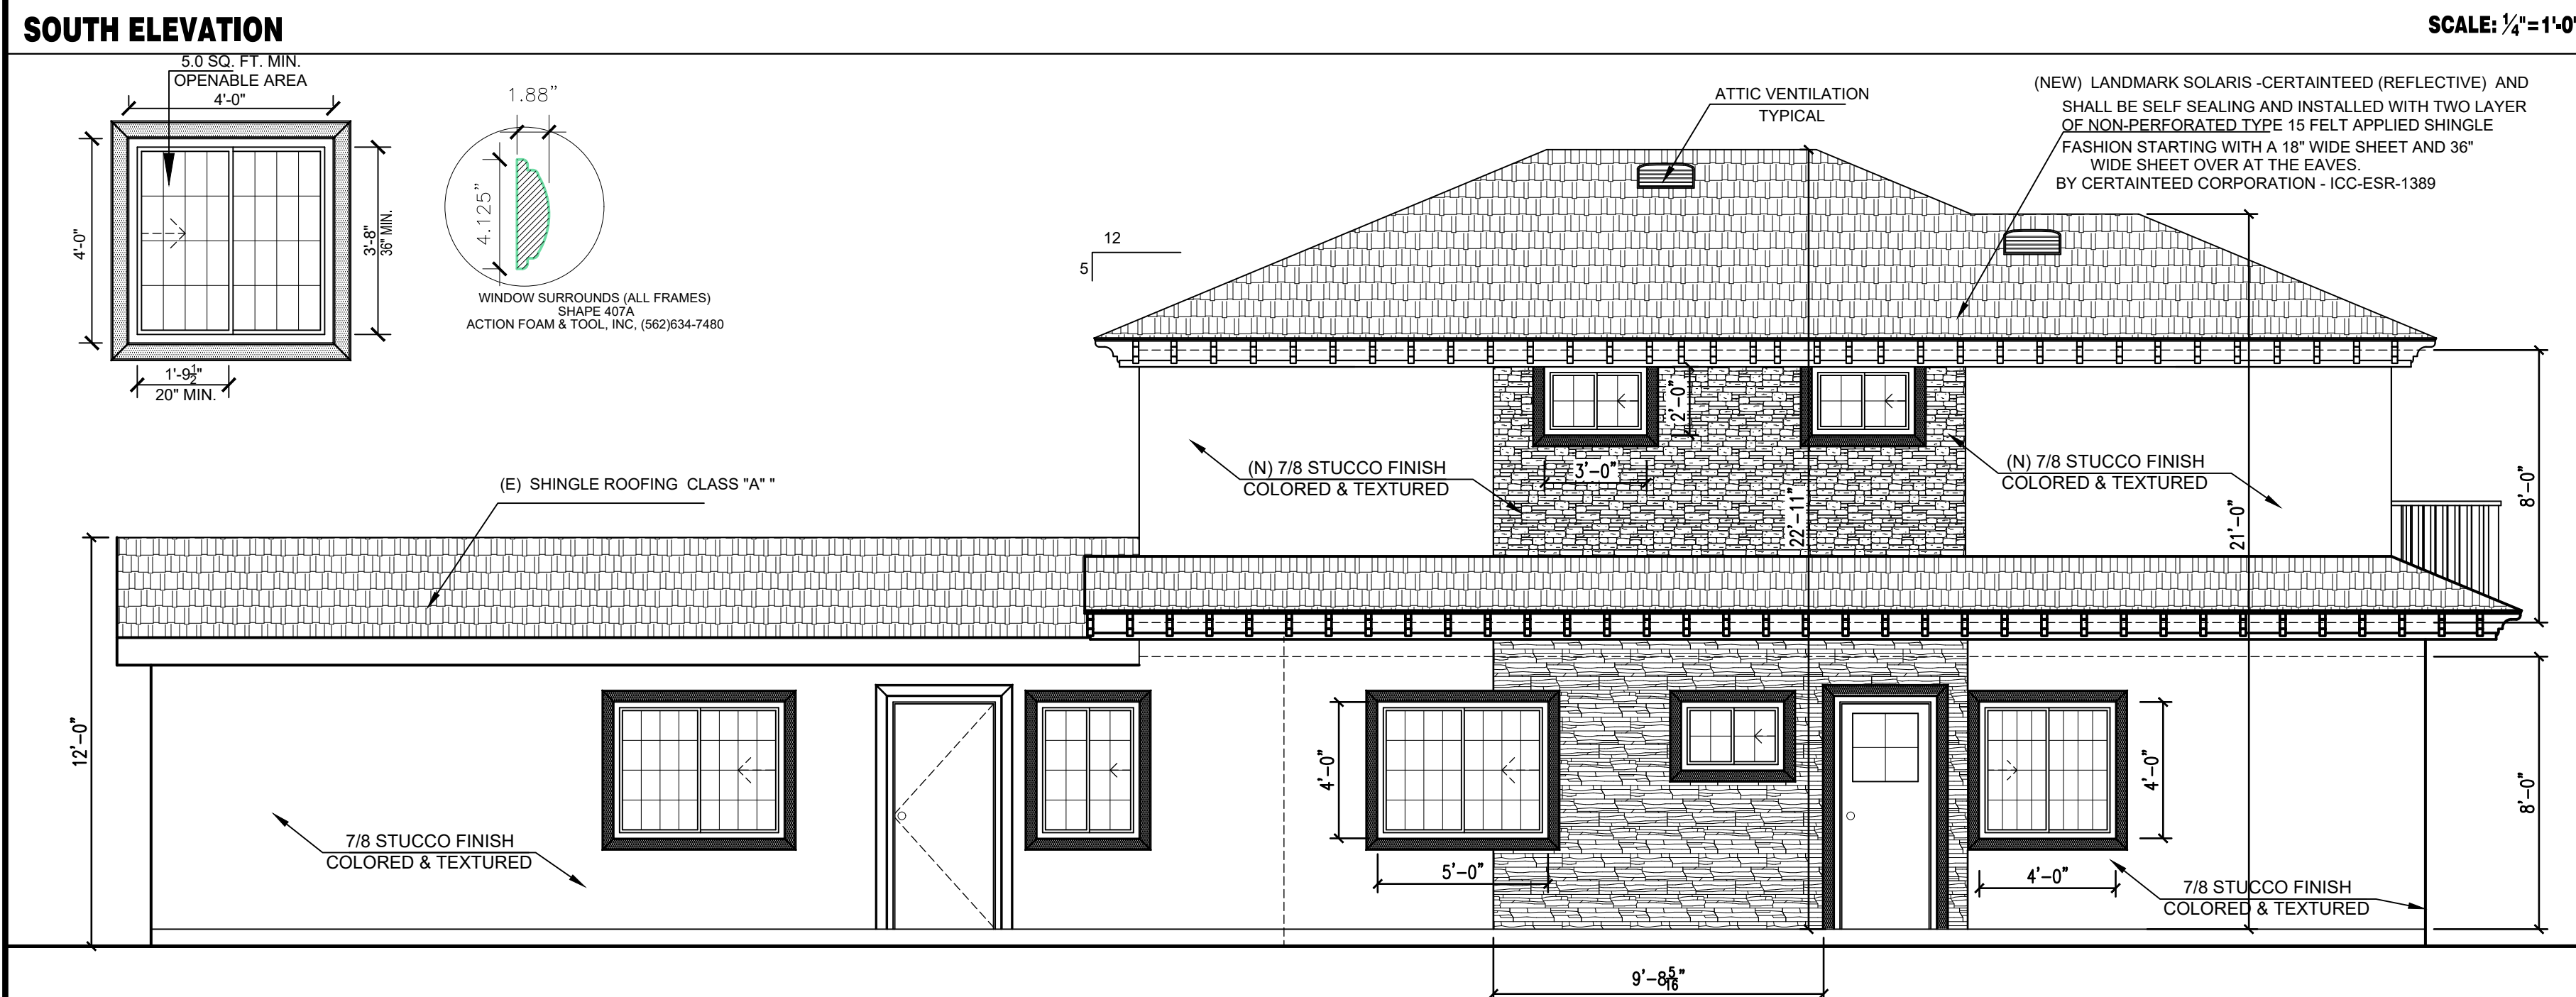 SOUTH ELEVATION
SCALE: 1/4"=1'-0"
5.0 SQ. FT. MIN.
OPENABLE AREA
4'-0"
4'-0"
3'-8"
36" MIN.
1'-9 1/2"
20" MIN.
1.88"
4.125"
WINDOW SURROUNDS (ALL FRAMES)
SHAPE 407A
ACTION FOAM & TOOL, INC, (562)634-7480
12
5
ATTIC VENTILATION
TYPICAL
(NEW) LANDMARK SOLARIS -CERTAINTEED (REFLECTIVE) AND
SHALL BE SELF SEALING AND INSTALLED WITH TWO LAYER
OF NON-PERFORATED TYPE 15 FELT APPLIED SHINGLE
FASHION STARTING WITH A 18" WIDE SHEET AND 36"
WIDE SHEET OVER AT THE EAVES.
BY CERTAINTEED CORPORATION - ICC-ESR-1389
2'-0"
3'-0"
(N) 7/8 STUCCO FINISH
COLORED & TEXTURED
(N) 7/8 STUCCO FINISH
COLORED & TEXTURED
22'-11"
21'-0"
8'-0"
(E) SHINGLE ROOFING CLASS "A" "
12'-0"
7/8 STUCCO FINISH
COLORED & TEXTURED
4'-0"
5'-0"
4'-0"
4'-0"
8'-0"
7/8 STUCCO FINISH
COLORED & TEXTURED
9'-8 5/16"